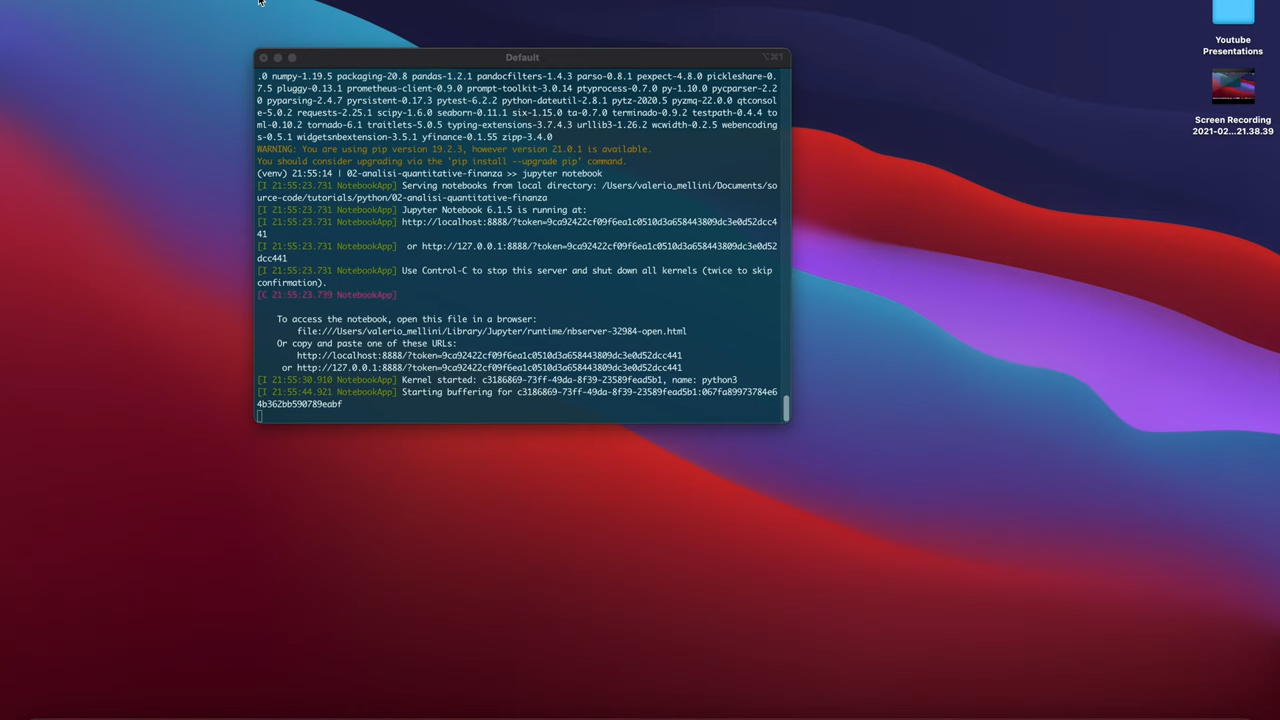 Default
⌥⌘1
.0 numpy-1.19.5 packaging-20.8 pandas-1.2.1 pandocfilters-1.4.3 parso-0.8.1 pexpect-4.8.0 pickleshare-0.
7.5 pluggy-0.13.1 prometheus-client-0.9.0 prompt-toolkit-3.0.14 ptyprocess-0.7.0 py-1.10.0 pycparser-2.2
0 pyparsing-2.4.7 pyrsistent-0.17.3 pytest-6.2.2 python-dateutil-2.8.1 pytz-2020.5 pyzmq-22.0.0 qtconsol
e-5.0.2 requests-2.25.1 scipy-1.6.0 seaborn-0.11.1 six-1.15.0 ta-0.7.0 terminado-0.9.2 testpath-0.4.4 to
ml-0.10.2 tornado-6.1 traitlets-5.0.5 typing-extensions-3.7.4.3 urllib3-1.26.2 wcwidth-0.2.5 webencoding
s-0.5.1 widgetsnbextension-3.5.1 yfinance-0.1.55 zipp-3.4.0
WARNING: You are using pip version 19.2.3, however version 21.0.1 is available.
You should consider upgrading via the 'pip install --upgrade pip' command.
(venv) 21:55:14 | 02-analisi-quantitative-finanza >> jupyter notebook
[I 21:55:23.731 NotebookApp] Serving notebooks from local directory: /Users/valerio_mellini/Documents/so
urce-code/tutorials/python/02-analisi-quantitative-finanza
[I 21:55:23.731 NotebookApp] Jupyter Notebook 6.1.5 is running at:
[I 21:55:23.731 NotebookApp] http://localhost:8888/?token=9ca92422cf09f6ea1c0510d3a658443809dc3e0d52dcc4
41
[I 21:55:23.731 NotebookApp]  or http://127.0.0.1:8888/?token=9ca92422cf09f6ea1c0510d3a658443809dc3e0d52
dcc441
[I 21:55:23.731 NotebookApp] Use Control-C to stop this server and shut down all kernels (twice to skip
confirmation).
[C 21:55:23.739 NotebookApp]
To access the notebook, open this file in a browser:
file:///Users/valerio_mellini/Library/Jupyter/runtime/nbserver-32984-open.html
Or copy and paste one of these URLs:
http://localhost:8888/?token=9ca92422cf09f6ea1c0510d3a658443809dc3e0d52dcc441
or http://127.0.0.1:8888/?token=9ca92422cf09f6ea1c0510d3a658443809dc3e0d52dcc441
[I 21:55:30.910 NotebookApp] Kernel started: c3186869-73ff-49da-8f39-23589fead5b1, name: python3
[I 21:55:44.921 NotebookApp] Starting buffering for c3186869-73ff-49da-8f39-23589fead5b1:067fa89973784e6
4b362bb590789eabf
Youtube
Presentations
Screen Recording
2021-02...21.38.39